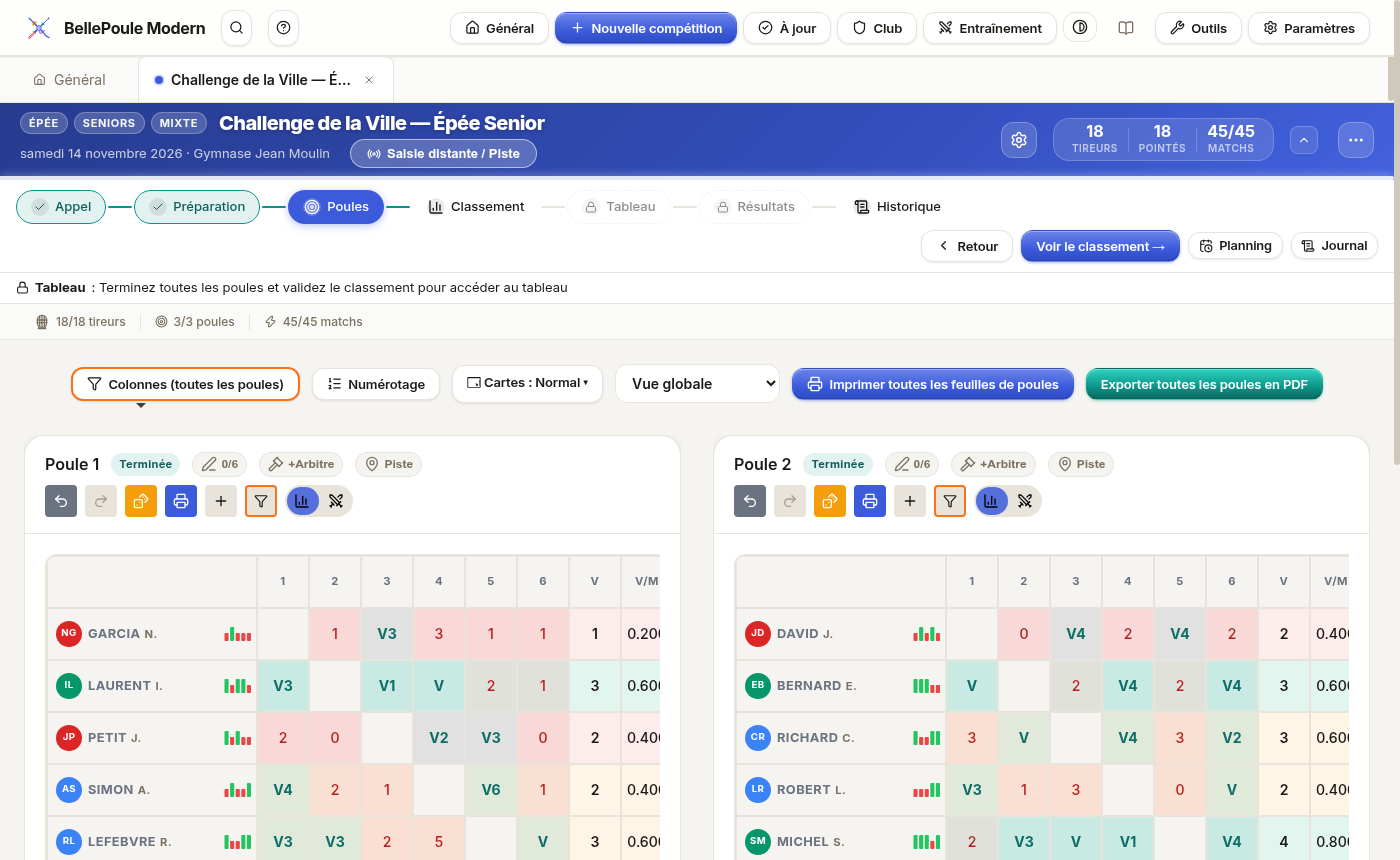 BellePoule Modern
Général
Nouvelle compétition
À jour
Club
Entraînement
Outils
Paramètres
Général
Challenge de la Ville — É... ×
ÉPÉE SENIORS MIXTE Challenge de la Ville — Épée Senior
samedi 14 novembre 2026 · Gymnase Jean Moulin Saisie distante / Piste
18 TIREURS
18 POINTÉS
45/45 MATCHS
Appel Préparation Poules Classement Tableau Résultats Historique
Retour Voir le classement → Planning Journal
Tableau : Terminez toutes les poules et validez le classement pour accéder au tableau
18/18 tireurs 3/3 poules 45/45 matchs
Colonnes (toutes les poules) Numérotage Cartes : Normal ▾ Vue globale Imprimer toutes les feuilles de poules Exporter toutes les poules en PDF
Poule 1 Terminée 0/6 +Arbitre Piste
1 2 3 4 5 6 V V/M
NG GARCIA N. 1 V3 3 1 1 1 0.200
IL LAURENT I. V3 V1 V 2 1 3 0.600
JP PETIT J. 2 0 V2 V3 0 2 0.400
AS SIMON A. V4 2 1 V6 1 2 0.400
RL LEFEBVRE R. V3 V3 2 5 V 3 0.600
Poule 2 Terminée 0/6 +Arbitre Piste
1 2 3 4 5 6 V V/M
JD DAVID J. 0 V4 2 V4 2 2 0.400
EB BERNARD E. V 2 V4 2 V4 3 0.600
CR RICHARD C. 3 V V4 3 V2 3 0.600
LR ROBERT L. V3 1 3 0 V 2 0.400
SM MICHEL S. 2 V3 V V1 V4 4 0.800